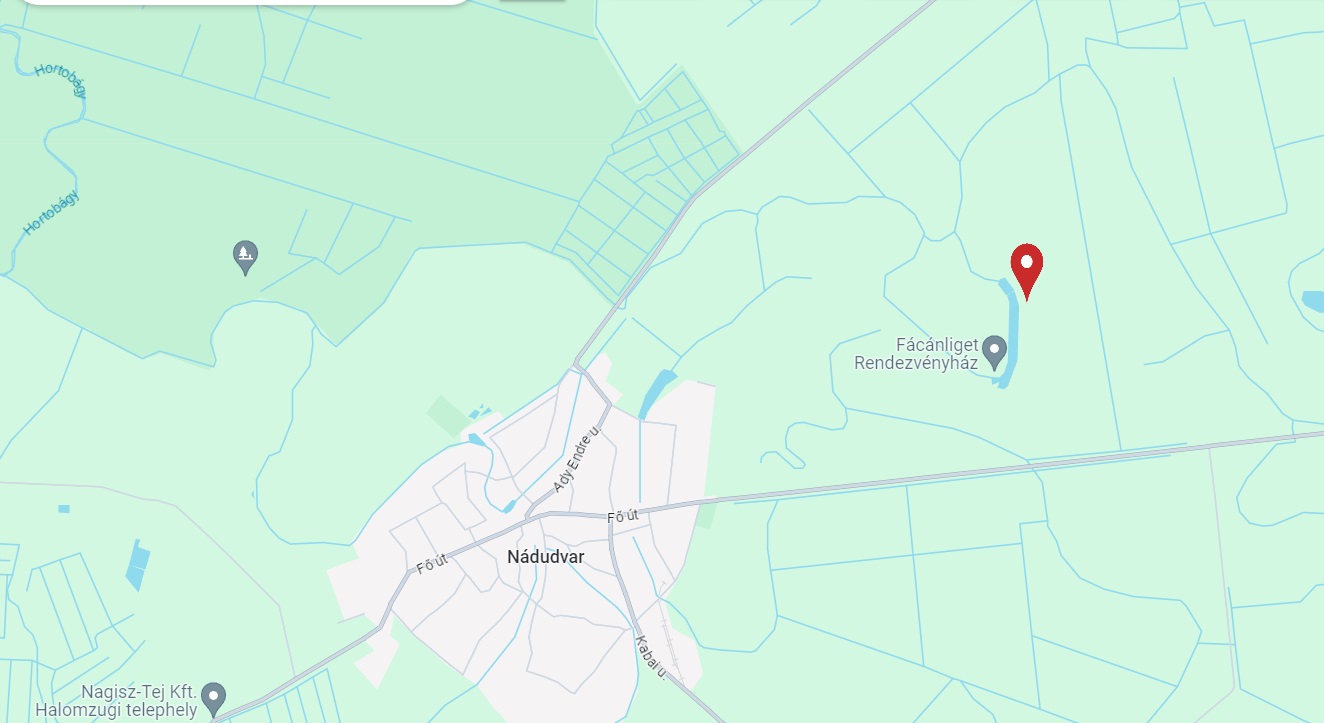 Hortobágy
Hortobágy
Fácánliget
Rendezvényház
Ady Endre u.
Fő út
Nádudvar
Fő út
Kabai u.
Nagisz-Tej Kft.
Halomzugi telephely